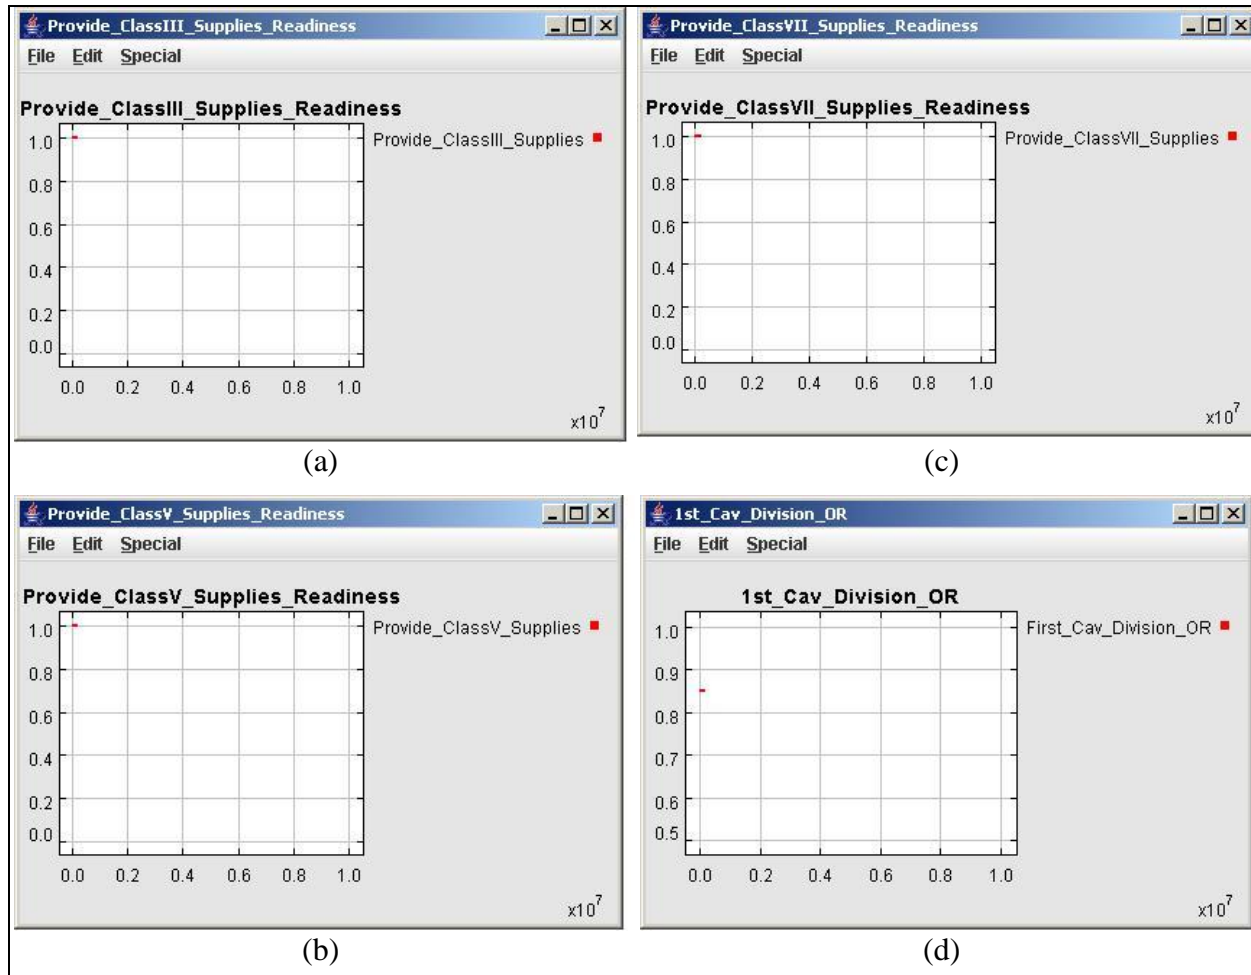 Provide_ClassIII_Supplies_Readiness
File Edit Special
Provide_ClassIII_Supplies_Readiness
Provide_ClassIII_Supplies
1.0
0.8
0.6
0.4
0.2
0.0
0.0 0.2 0.4 0.6 0.8 1.0
x10^7
(a)
Provide_ClassVII_Supplies_Readiness
File Edit Special
Provide_ClassVII_Supplies_Readiness
Provide_ClassVII_Supplies
1.0
0.8
0.6
0.4
0.2
0.0
0.0 0.2 0.4 0.6 0.8 1.0
x10^7
(c)
Provide_ClassV_Supplies_Readiness
File Edit Special
Provide_ClassV_Supplies_Readiness
Provide_ClassV_Supplies
1.0
0.8
0.6
0.4
0.2
0.0
0.0 0.2 0.4 0.6 0.8 1.0
x10^7
(b)
1st_Cav_Division_OR
File Edit Special
1st_Cav_Division_OR
First_Cav_Division_OR
1.0
0.9
0.8
0.7
0.6
0.5
0.0 0.2 0.4 0.6 0.8 1.0
x10^7
(d)